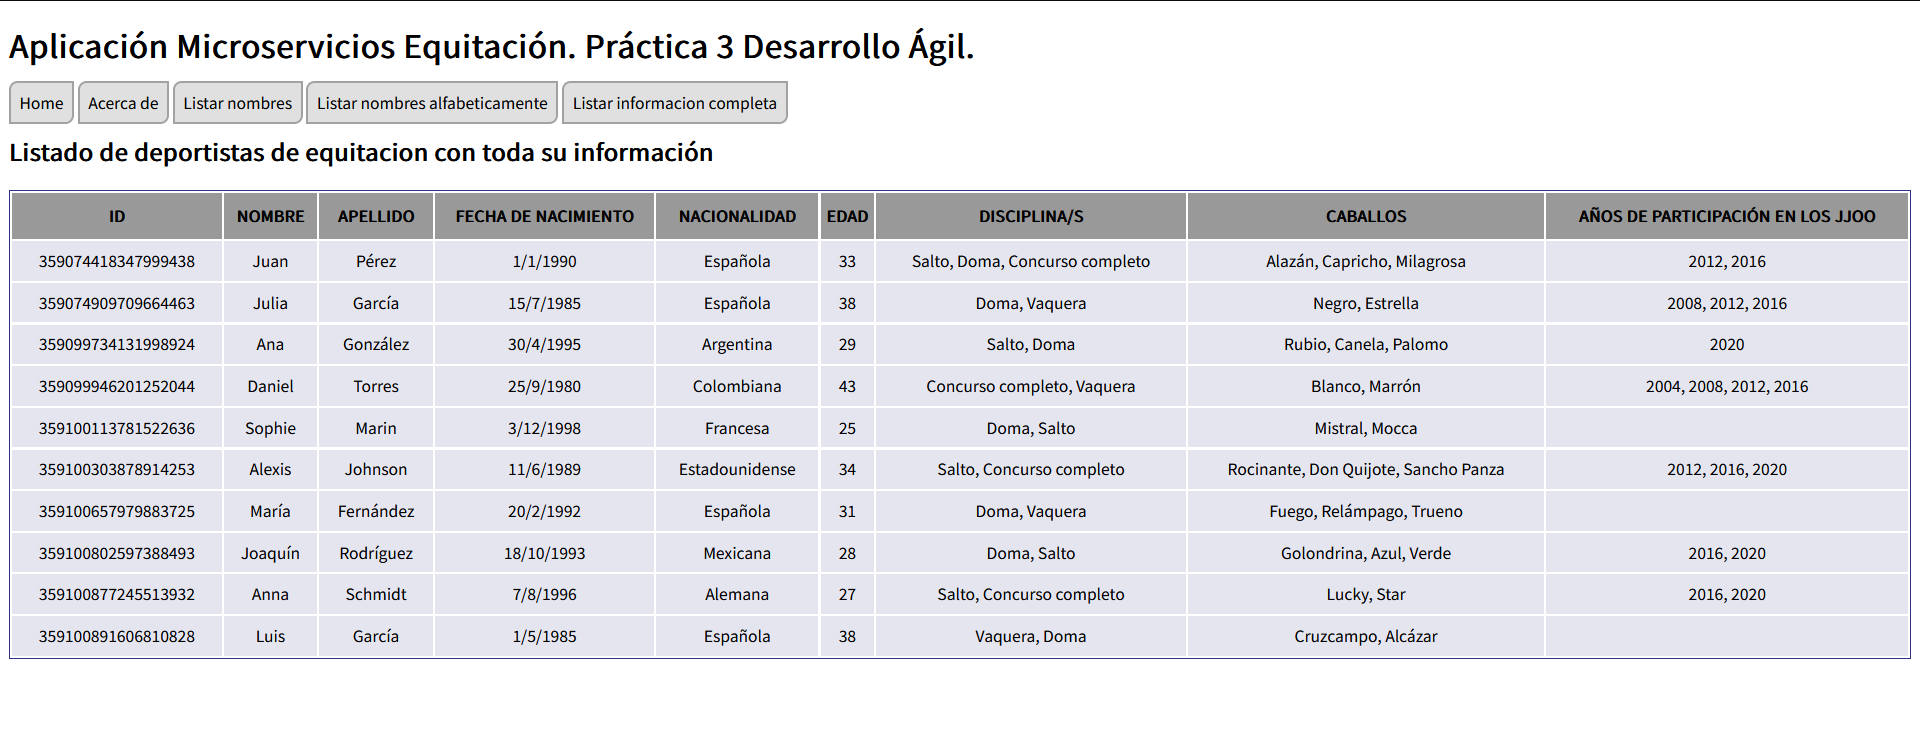 Aplicación Microservicios Equitación. Práctica 3 Desarrollo Ágil.
Home Acerca de Listar nombres Listar nombres alfabeticamente Listar informacion completa
Listado de deportistas de equitacion con toda su información
ID NOMBRE APELLIDO FECHA DE NACIMIENTO NACIONALIDAD EDAD DISCIPLINA/S CABALLOS AÑOS DE PARTICIPACIÓN EN LOS JJOO
359074418347999438 Juan Pérez 1/1/1990 Española 33 Salto, Doma, Concurso completo Alazán, Capricho, Milagrosa 2012, 2016
359074909709664463 Julia García 15/7/1985 Española 38 Doma, Vaquera Negro, Estrella 2008, 2012, 2016
359099734131998924 Ana González 30/4/1995 Argentina 29 Salto, Doma Rubio, Canela, Palomo 2020
359099946201252044 Daniel Torres 25/9/1980 Colombiana 43 Concurso completo, Vaquera Blanco, Marrón 2004, 2008, 2012, 2016
359100113781522636 Sophie Marin 3/12/1998 Francesa 25 Doma, Salto Mistral, Mocca
359100303878914253 Alexis Johnson 11/6/1989 Estadounidense 34 Salto, Concurso completo Rocinante, Don Quijote, Sancho Panza 2012, 2016, 2020
359100657979883725 María Fernández 20/2/1992 Española 31 Doma, Vaquera Fuego, Relámpago, Trueno
359100802597388493 Joaquín Rodríguez 18/10/1993 Mexicana 28 Doma, Salto Golondrina, Azul, Verde 2016, 2020
359100877245513932 Anna Schmidt 7/8/1996 Alemana 27 Salto, Concurso completo Lucky, Star 2016, 2020
359100891606810828 Luis García 1/5/1985 Española 38 Vaquera, Doma Cruzcampo, Alcázar